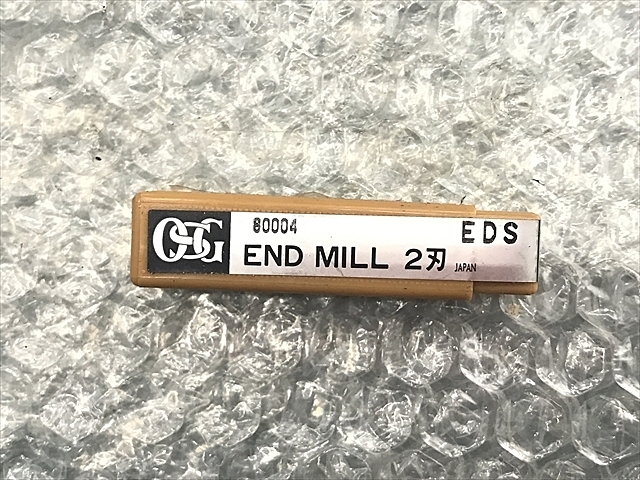 OSG
80004
EDS
END MILL 2刃
JAPAN